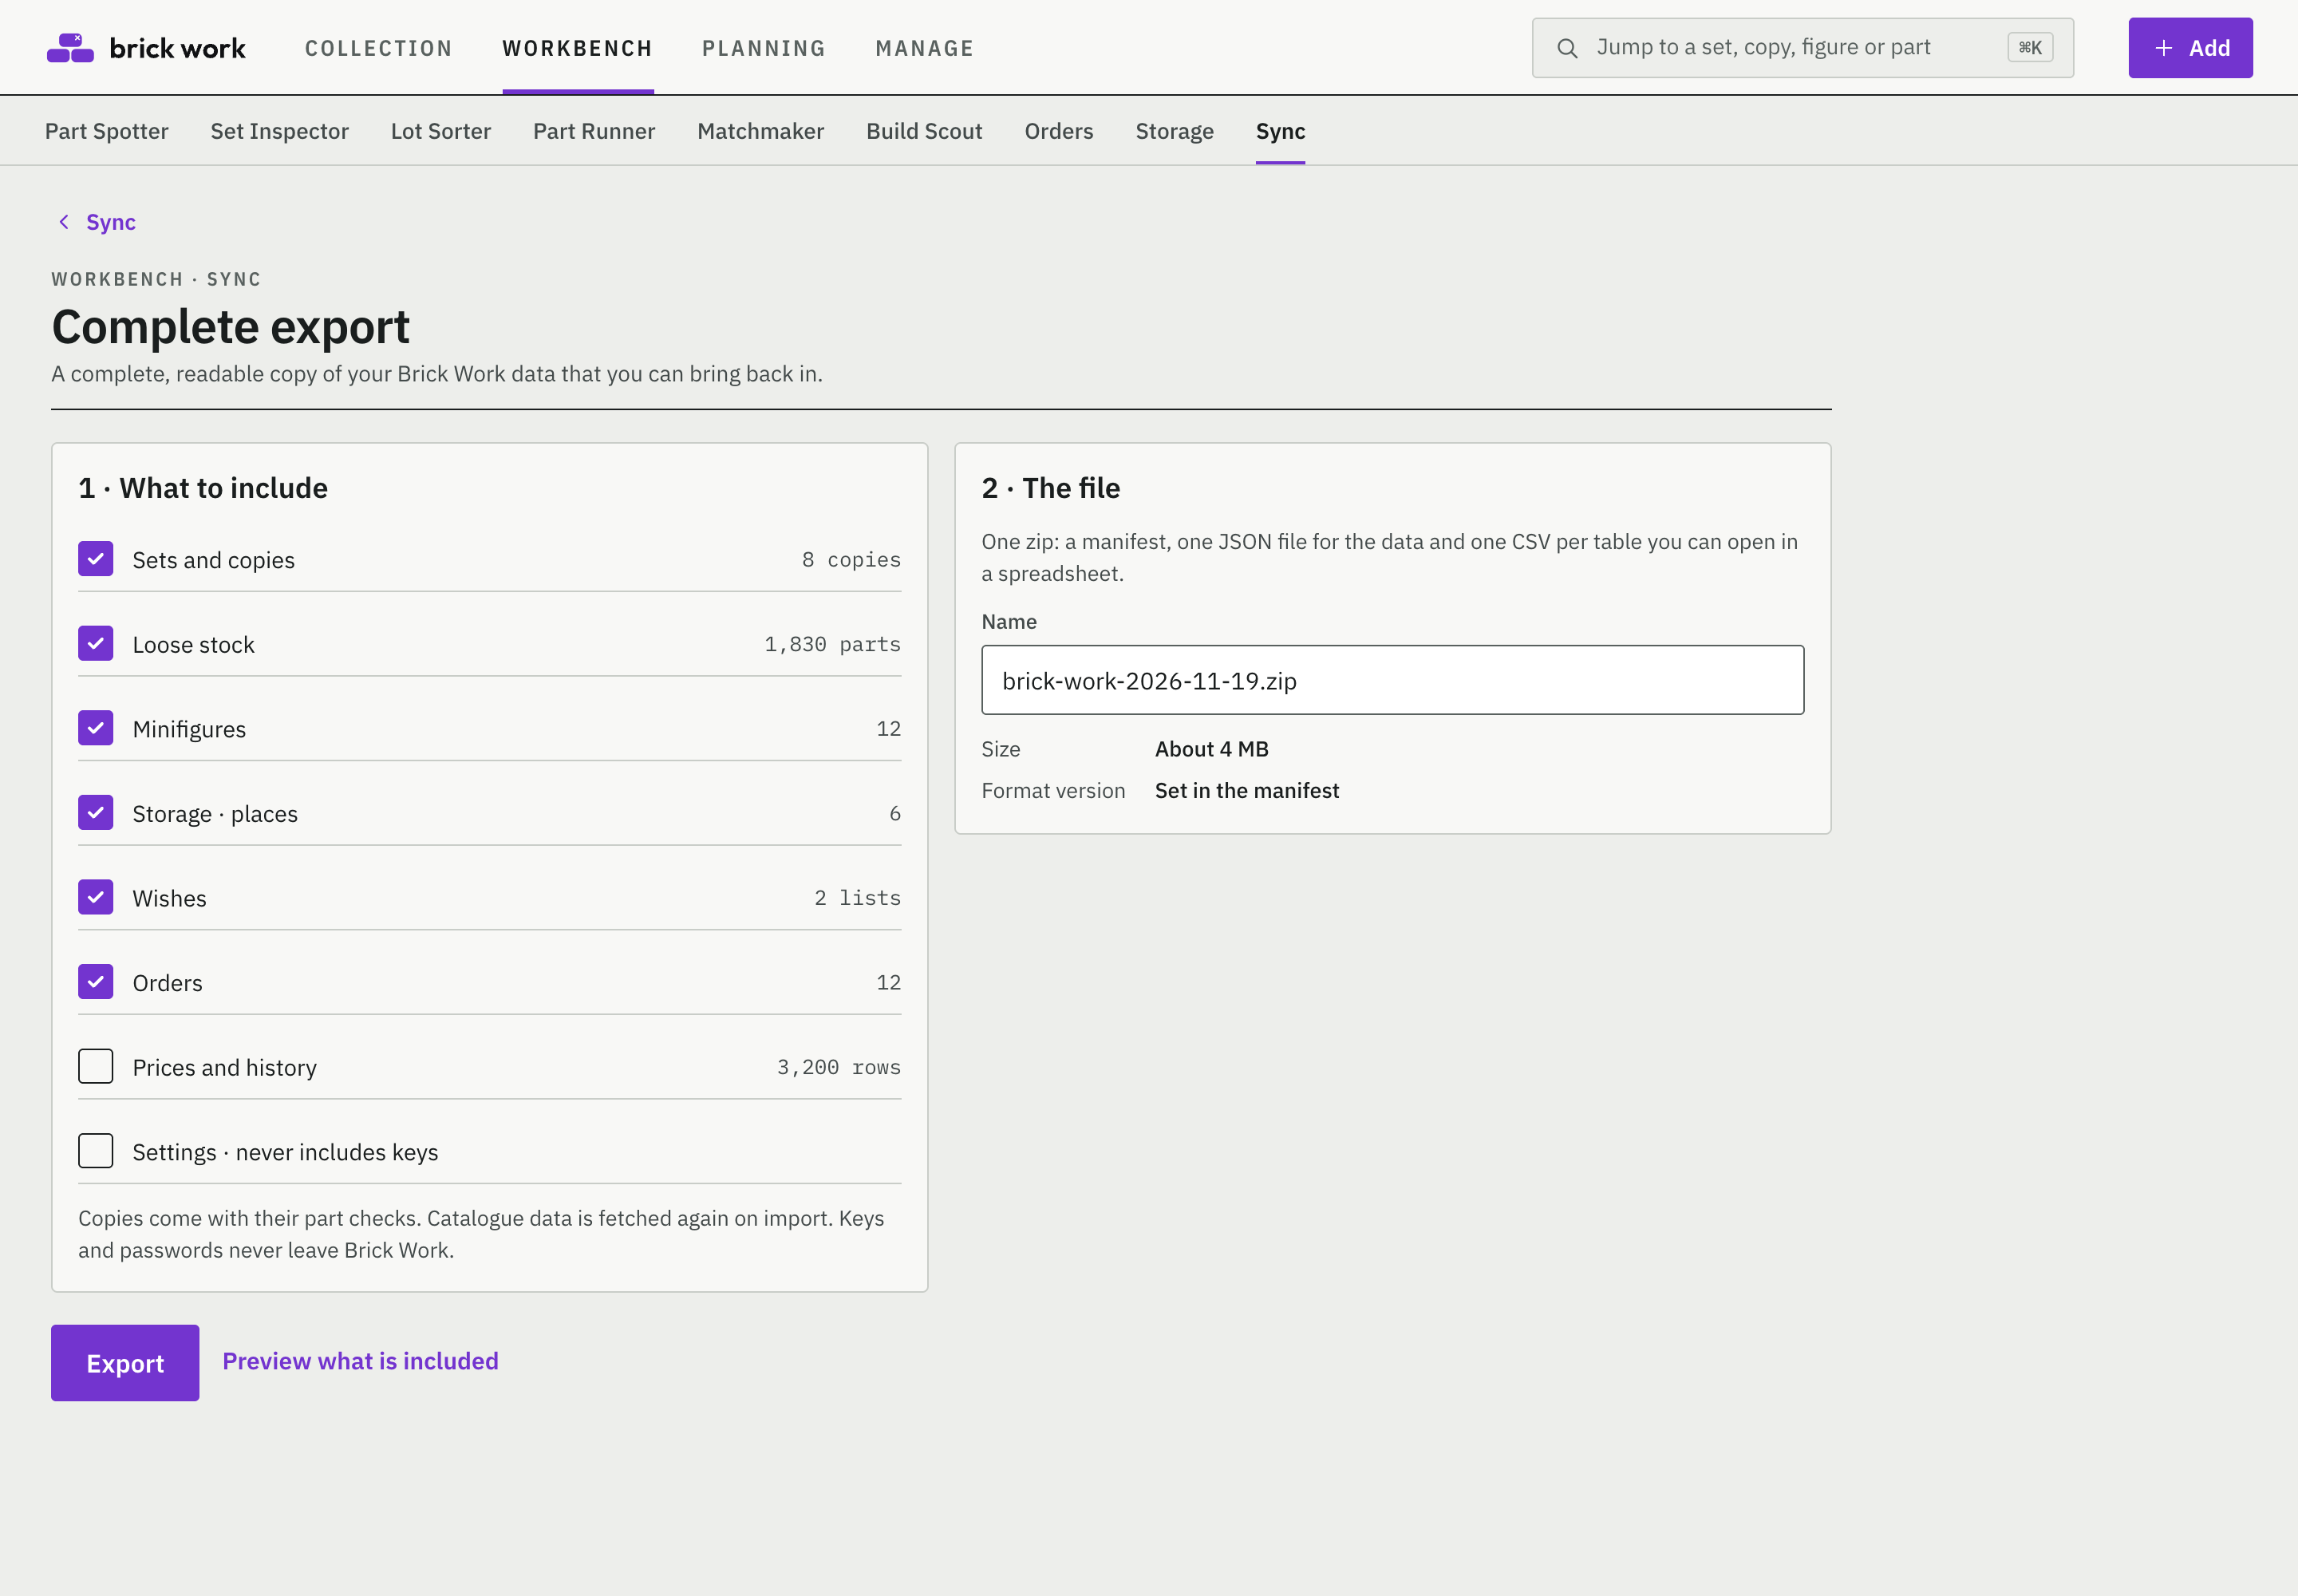 brick work
COLLECTION
WORKBENCH
PLANNING
MANAGE
Jump to a set, copy, figure or part
⌘K
+ Add
Part Spotter
Set Inspector
Lot Sorter
Part Runner
Matchmaker
Build Scout
Orders
Storage
Sync
Sync
WORKBENCH · SYNC
Complete export
A complete, readable copy of your Brick Work data that you can bring back in.
1 · What to include
Sets and copies 8 copies
Loose stock 1,830 parts
Minifigures 12
Storage · places 6
Wishes 2 lists
Orders 12
Prices and history 3,200 rows
Settings · never includes keys
Copies come with their part checks. Catalogue data is fetched again on import. Keys
and passwords never leave Brick Work.
2 · The file
One zip: a manifest, one JSON file for the data and one CSV per table you can open in
a spreadsheet.
Name
brick-work-2026-11-19.zip
Size About 4 MB
Format version Set in the manifest
Export
Preview what is included